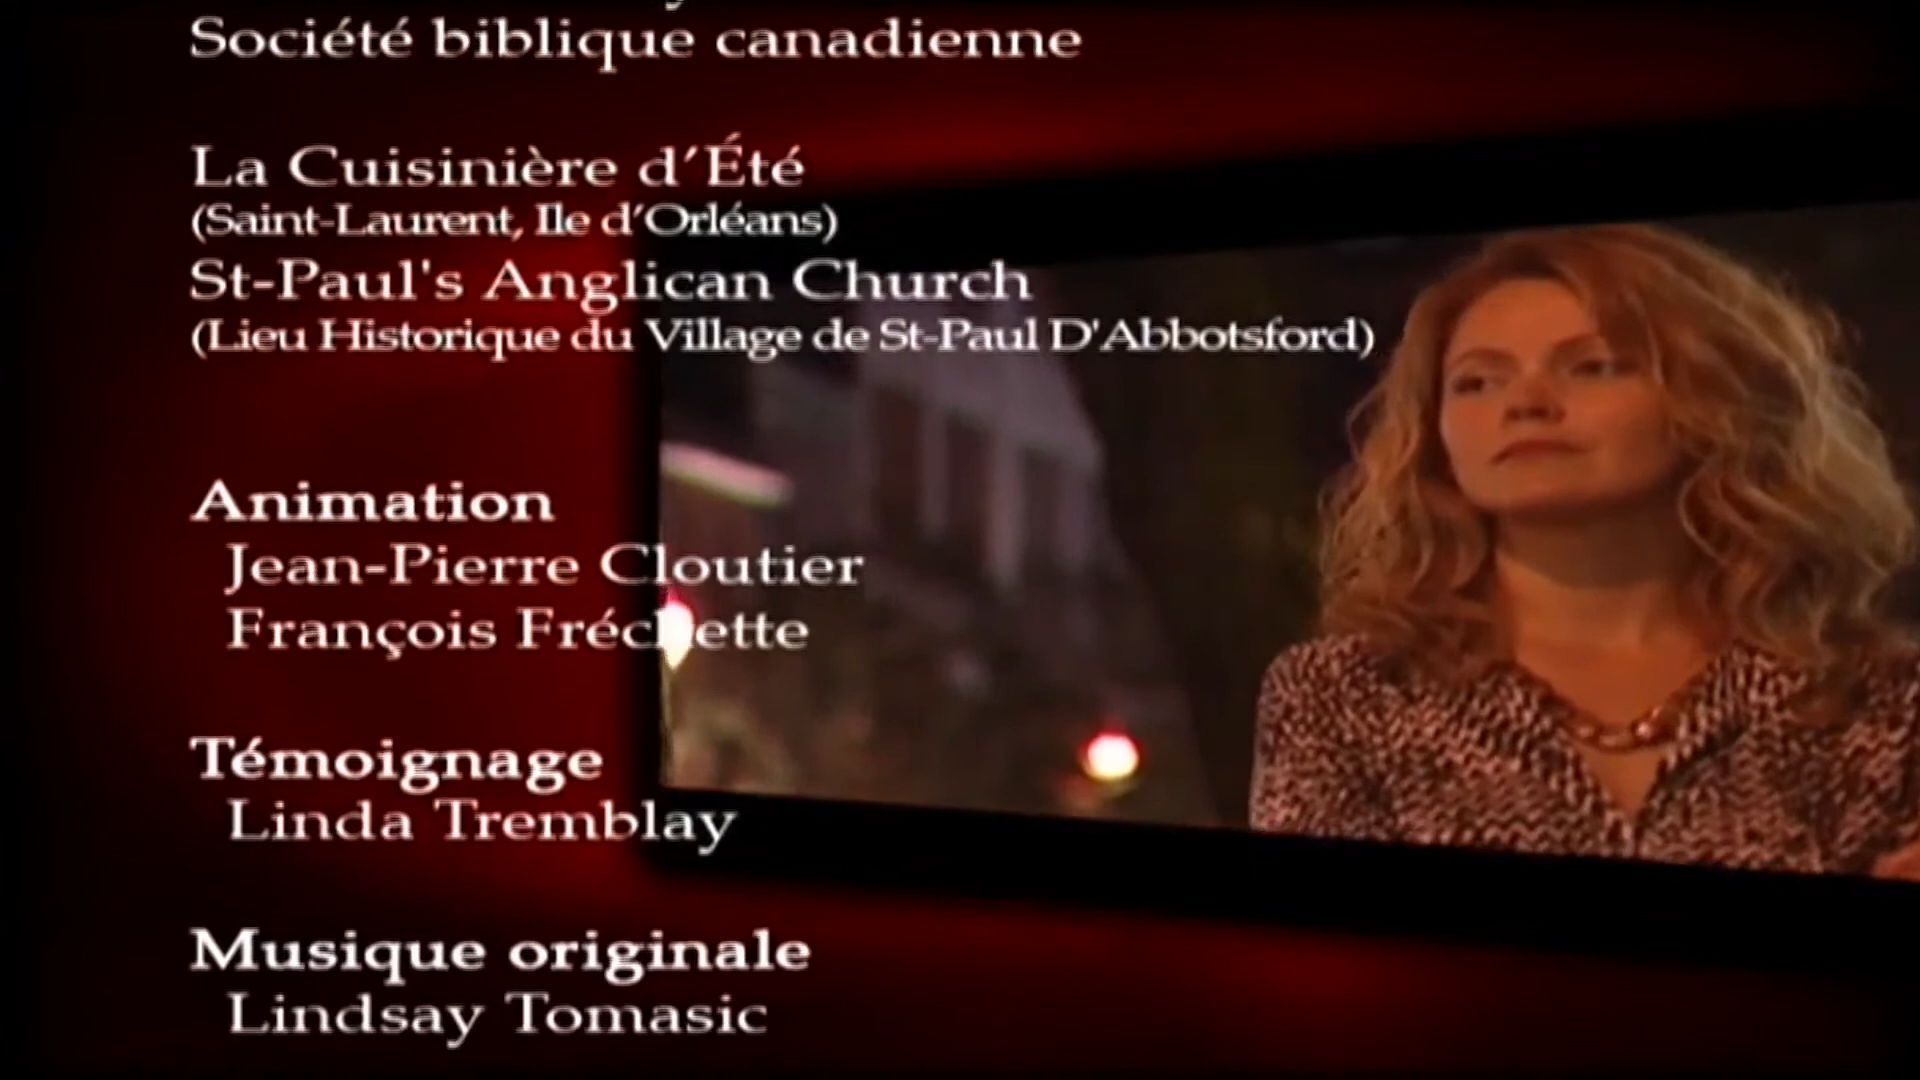 Société biblique canadienne
La Cuisinière d'Été
(Saint-Laurent, Ile d'Orléans)
St-Paul's Anglican Church
(Lieu Historique du Village de St-Paul D'Abbotsford)
Animation
Jean-Pierre Cloutier
François Fréchette
Témoignage
Linda Tremblay
Musique originale
Lindsay Tomasic